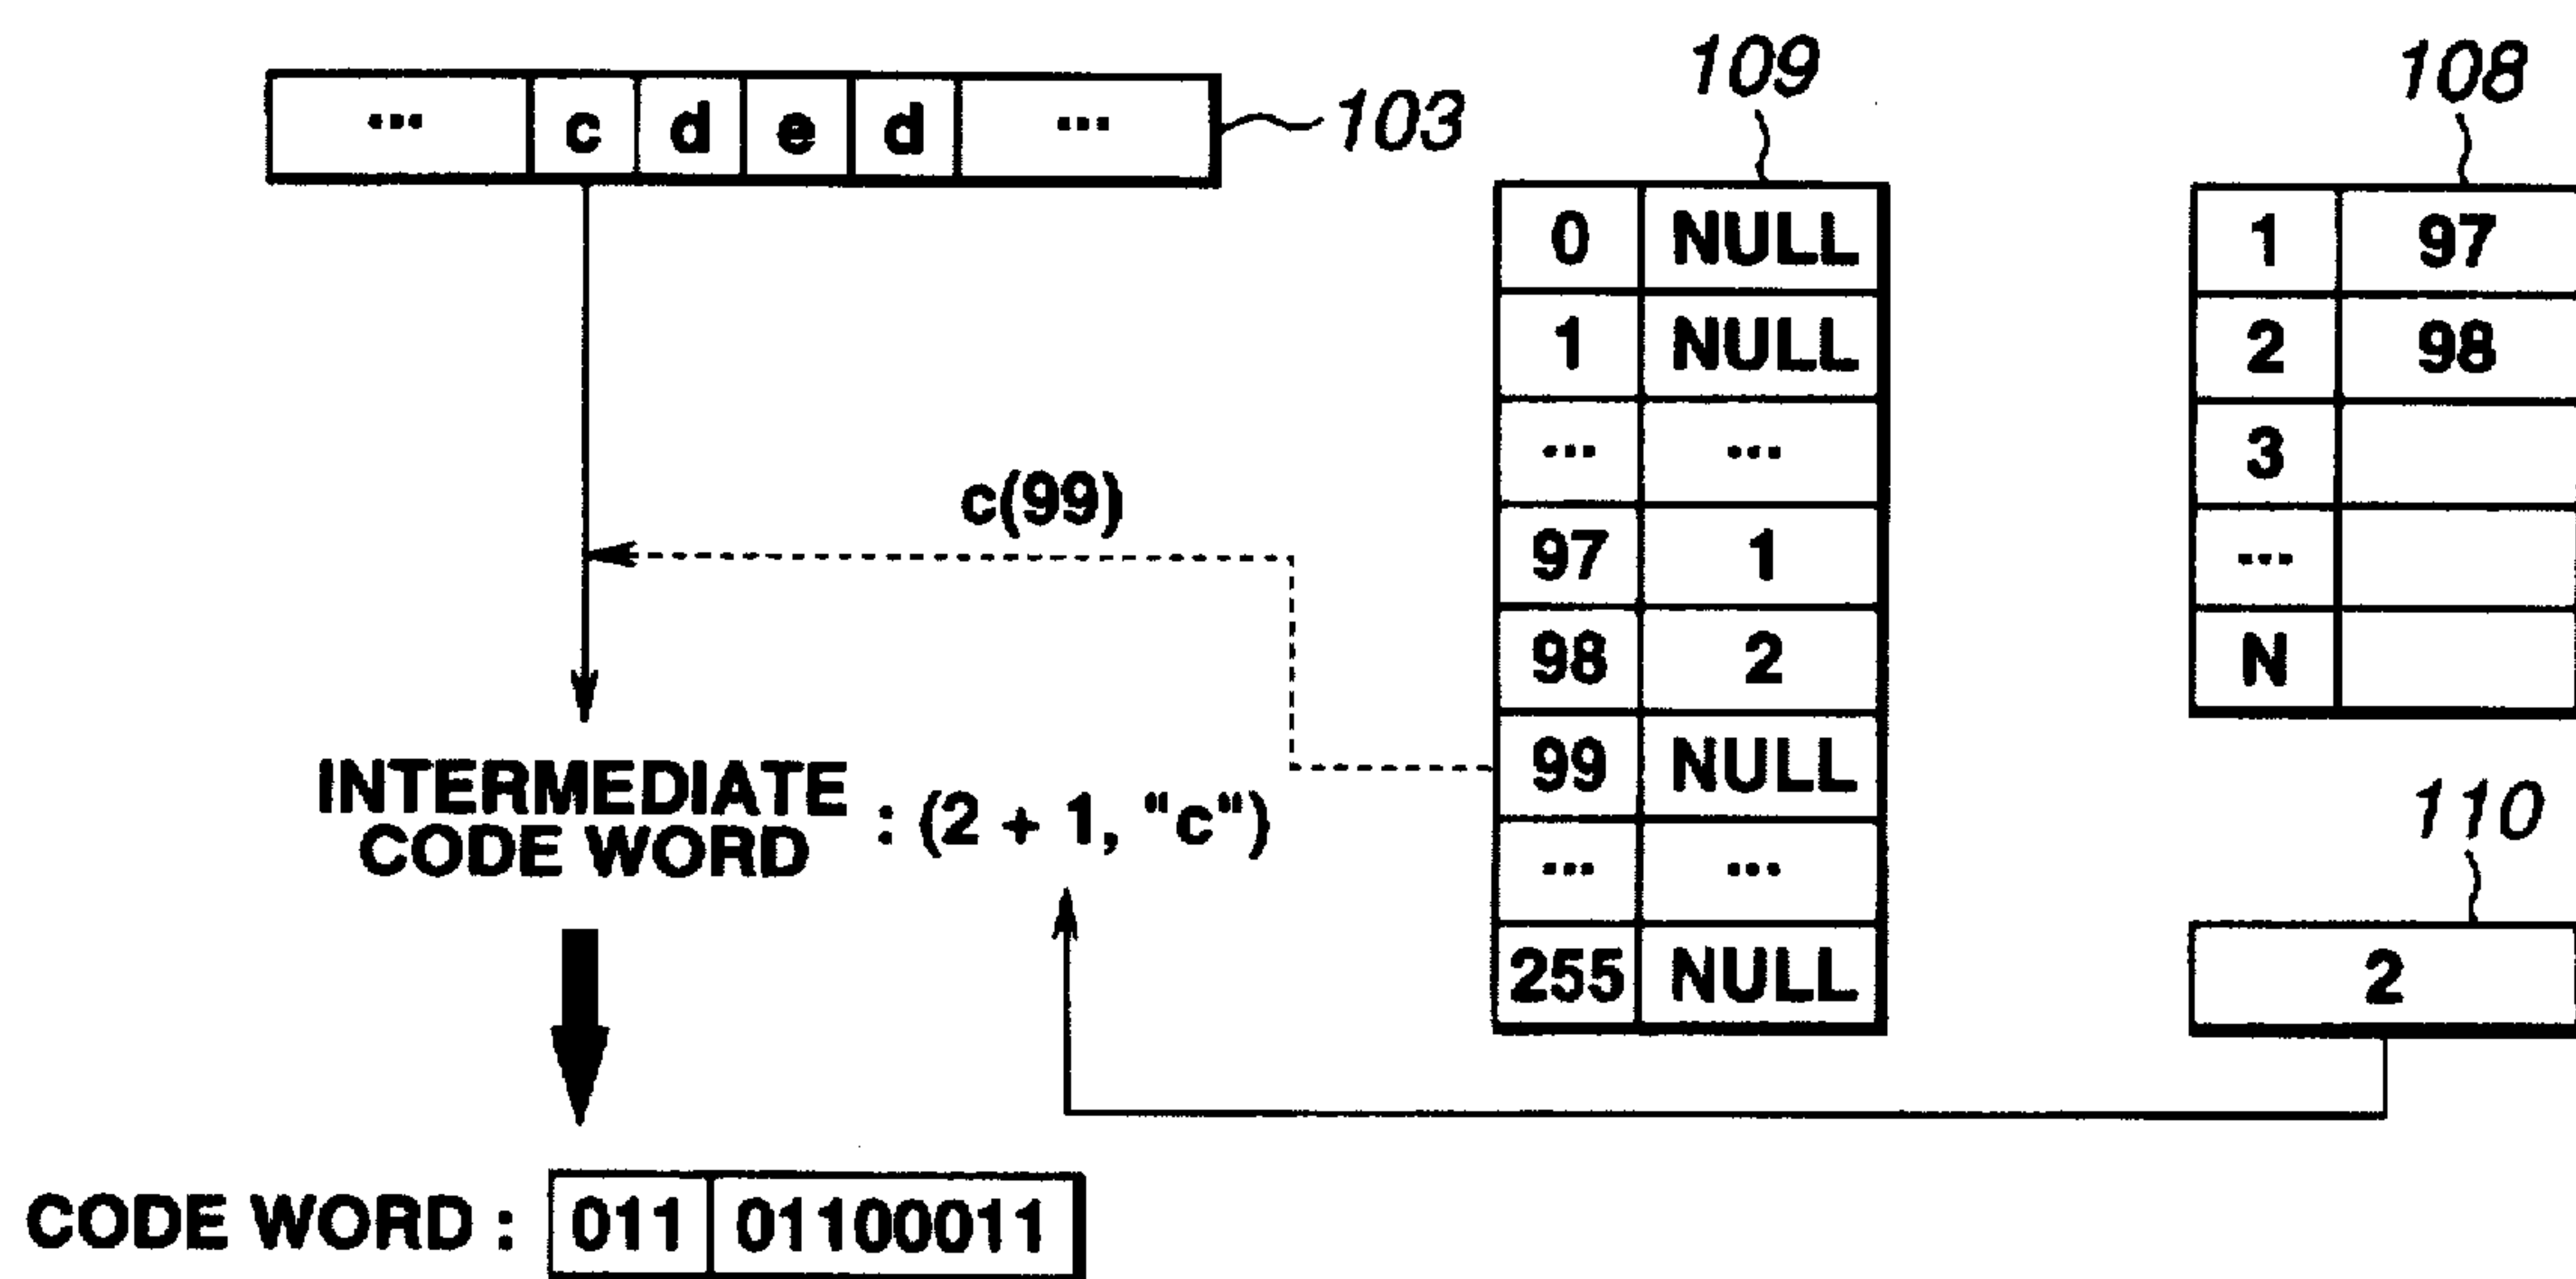 109
108
··· c d e d ···
103
0 NULL
1 NULL
··· ···
97 1
98 2
99 NULL
··· ···
255 NULL
1 97
2 98
3
···
N
c(99)
INTERMEDIATE
CODE WORD : (2 + 1, "c")
110
2
CODE WORD : 011 01100011